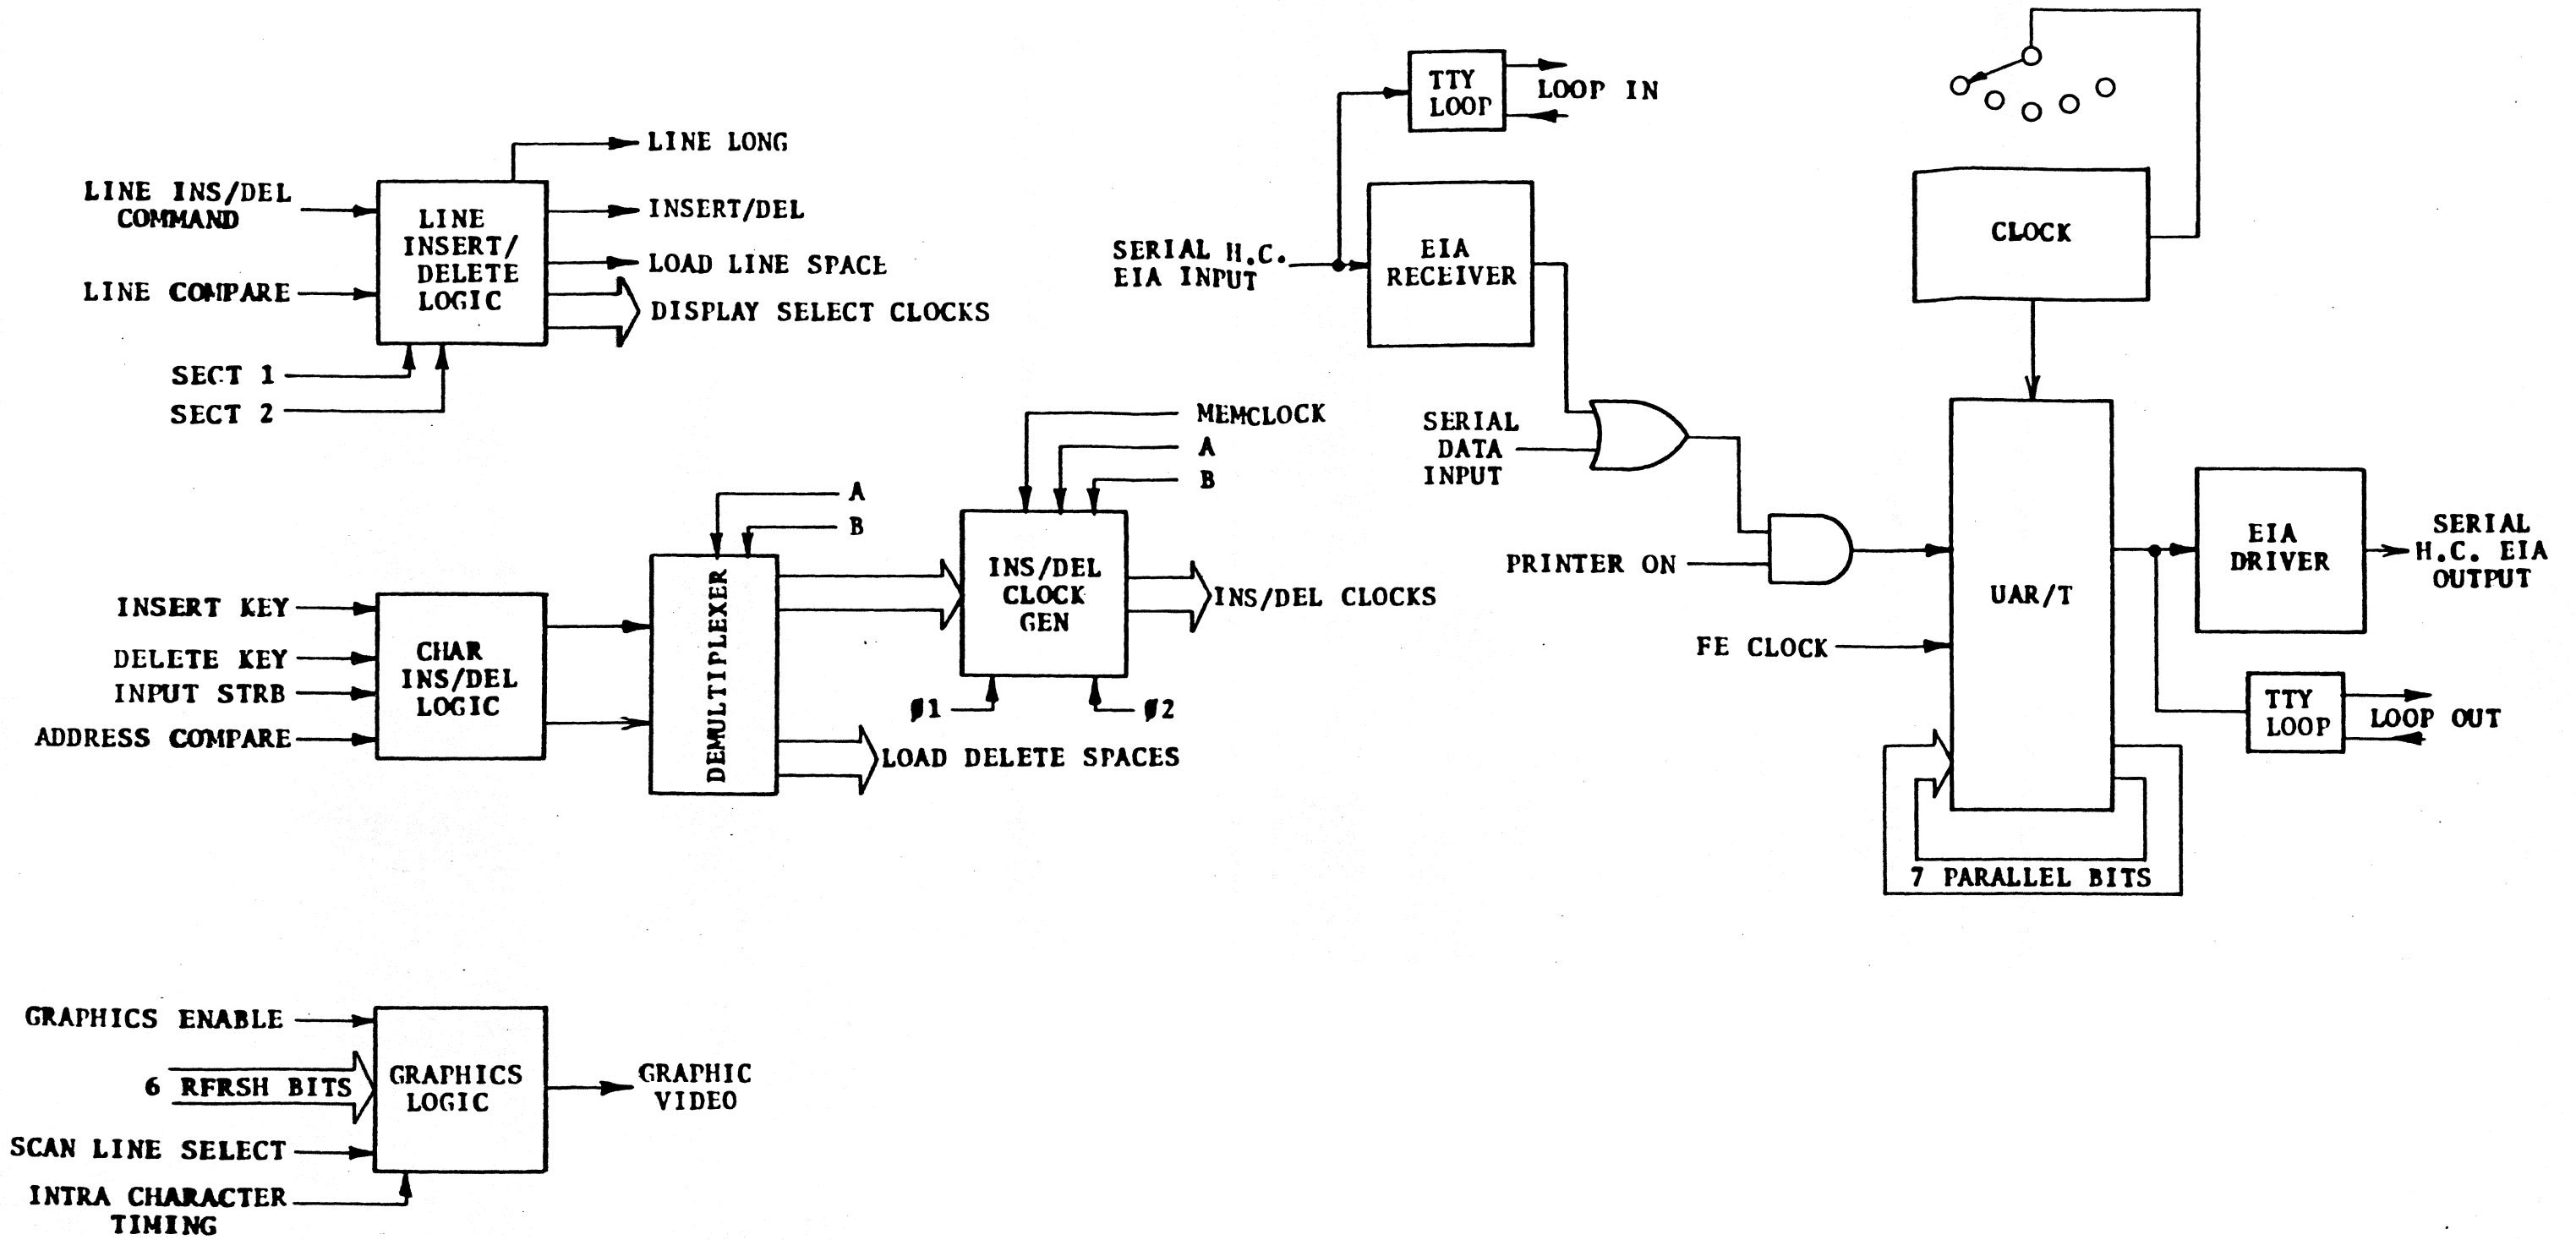 LINE INS/DEL
COMMAND
LINE COMPARE
SECT 1
SECT 2
LINE
INSERT/
DELETE
LOGIC
LINE LONG
INSERT/DEL
LOAD LINE SPACE
DISPLAY SELECT CLOCKS
INSERT KEY
DELETE KEY
INPUT STRB
ADDRESS COMPARE
CHAR
INS/DEL
LOGIC
A
B
DEMULTIPLEXER
MEMCLOCK
A
B
INS/DEL
CLOCK
GEN
ø1
ø2
INS/DEL CLOCKS
LOAD DELETE SPACES
GRAPHICS ENABLE
6 RFRSH BITS
SCAN LINE SELECT
INTRA CHARACTER
TIMING
GRAPHICS
LOGIC
GRAPHIC
VIDEO
TTY
LOOP
LOOP IN
SERIAL H.C.
EIA INPUT
EIA
RECEIVER
SERIAL
DATA
INPUT
PRINTER ON
FE CLOCK
CLOCK
UAR/T
7 PARALLEL BITS
EIA
DRIVER
SERIAL
H.C. EIA
OUTPUT
TTY
LOOP
LOOP OUT